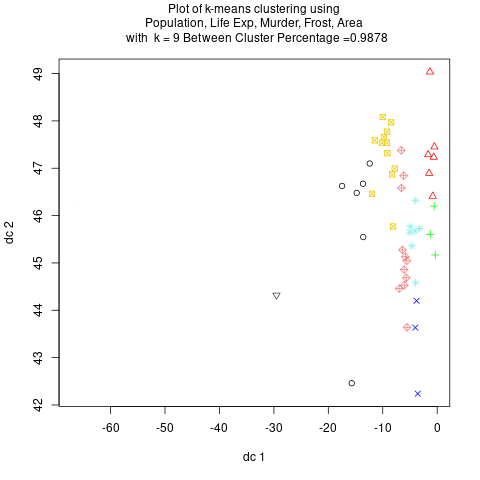 Plot of k-means clustering using
Population, Life Exp, Murder, Frost, Area
with k = 9 Between Cluster Percentage =0.9878
49
48
47
46
45
44
43
42
dc 2
-60 -50 -40 -30 -20 -10 0
dc 1